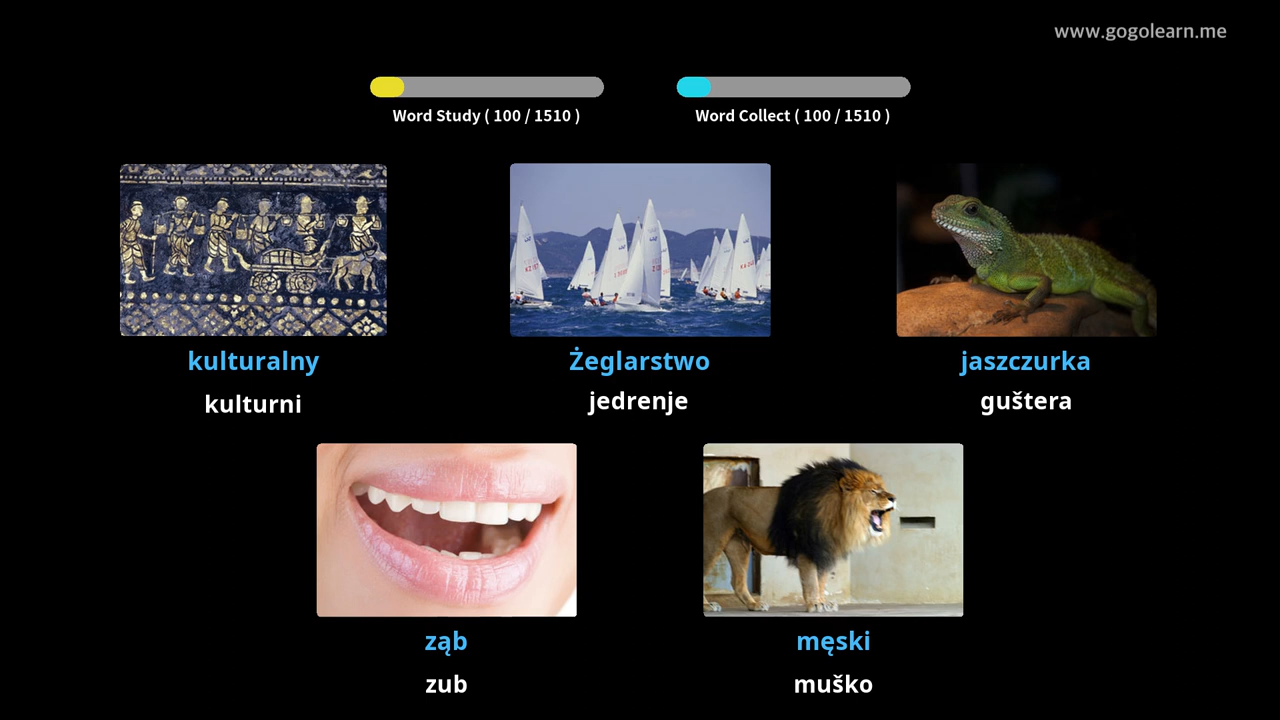 www.gogolearn.me
Word Study ( 100 / 1510 )
Word Collect ( 100 / 1510 )
kulturalny
kulturni
Żeglarstwo
jedrenje
jaszczurka
guštera
ząb
zub
męski
muško